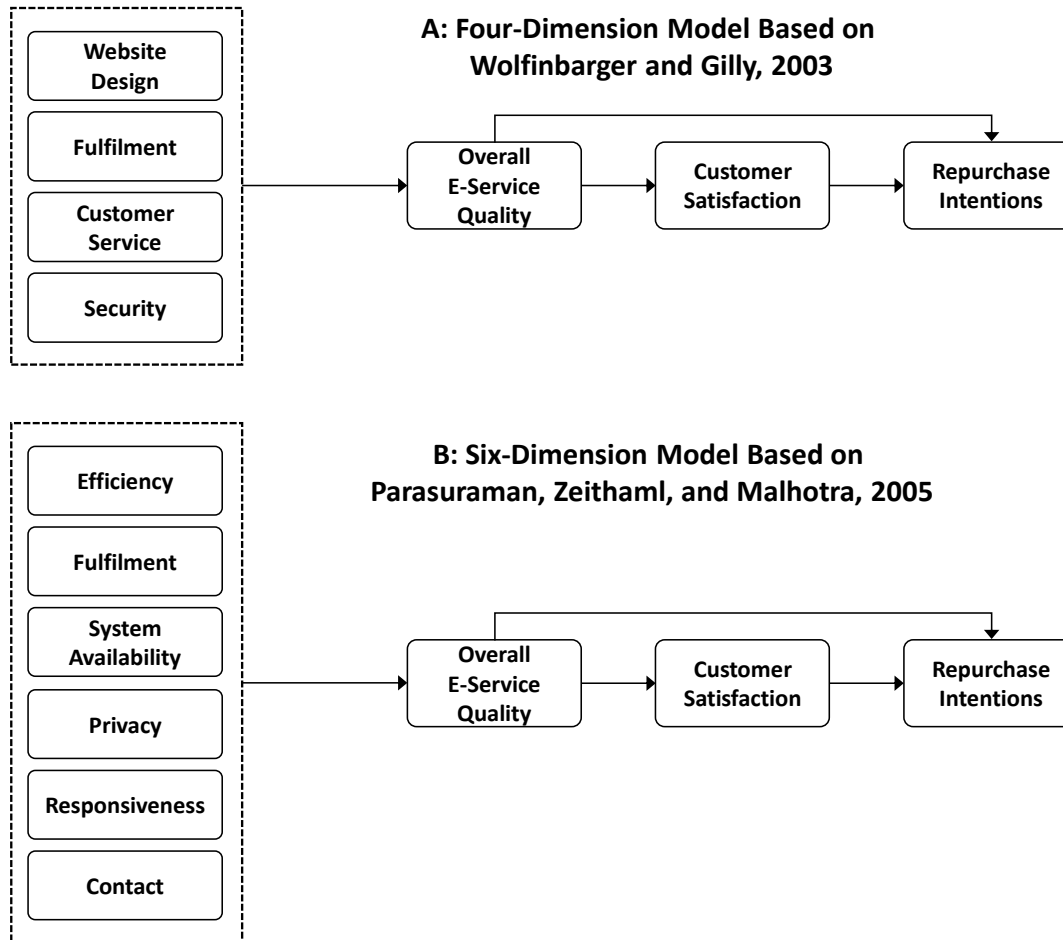 A: Four-Dimension Model Based on
Wolfinbarger and Gilly, 2003
Website
Design
Fulfilment
Customer
Service
Security
Overall
E-Service
Quality
Customer
Satisfaction
Repurchase
Intentions
B: Six-Dimension Model Based on
Parasuraman, Zeithaml, and Malhotra, 2005
Efficiency
Fulfilment
System
Availability
Privacy
Responsiveness
Contact
Overall
E-Service
Quality
Customer
Satisfaction
Repurchase
Intentions